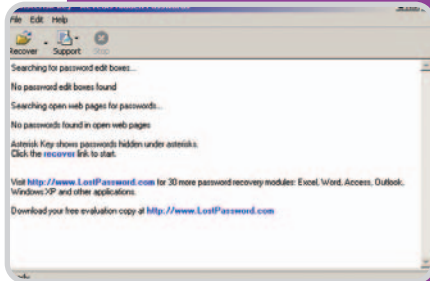 File Edit Help
Recover Support Stop
Searching for password edit boxes...
No password edit boxes found
Searching open web pages for passwords...
No passwords found in open web pages
Asterisk Key shows passwords hidden under asterisks.
Click the recover link to start.
Visit http://www.LostPassword.com for 30 more password recovery modules: Excel, Word, Access, Outlook,
Windows XP and other applications.
Download your free evaluation copy at http://www.LostPassword.com